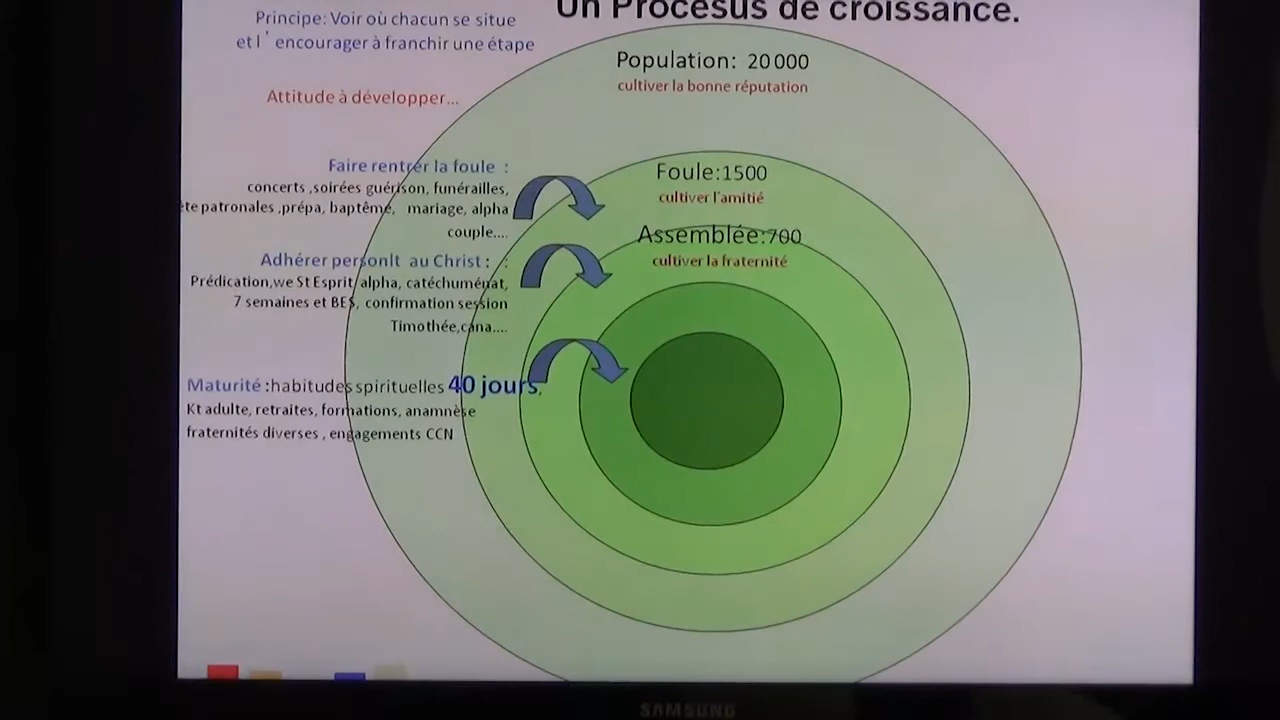 Un Procesus de croissance.
Principe: Voir où chacun se situe
et l' encourager à franchir une étape
Attitude à développer...
Population: 20 000
cultiver la bonne réputation
Faire rentrer la foule :
concerts ,soirées guérison, funérailles,
ête patronales ,prépa, baptême, mariage, alpha
couple....
Foule:1500
cultiver l'amitié
Assemblée:700
cultiver la fraternité
Adhérer personlt au Christ : :
Prédication,we St Esprit alpha, catéchuménat,
7 semaines et BES, confirmation session
Timothée,cana....
Maturité :habitudes spirituelles 40 jours,
Kt adulte, retraites, formations, anamnèse
fraternités diverses , engagements CCN
SAMSUNG